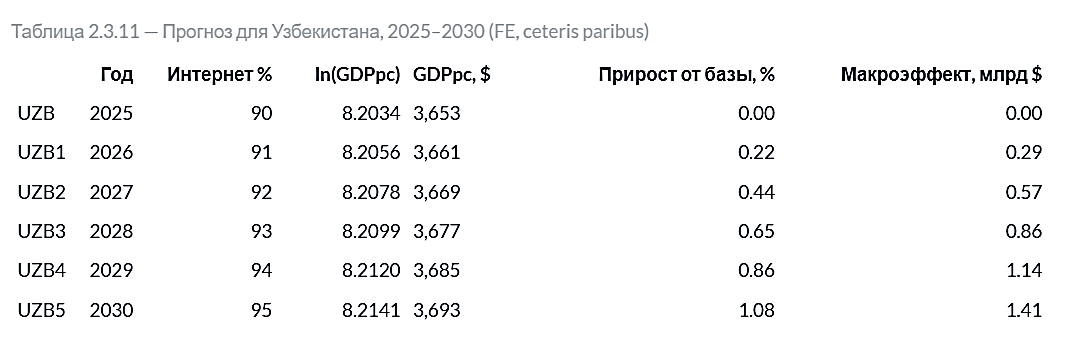 Таблица 2.3.11 — Прогноз для Узбекистана, 2025–2030 (FE, ceteris paribus)
Год Интернет % ln(GDPpc) GDPpc, $ Прирост от базы, % Макроэффект, млрд $
UZB 2025 90 8.2034 3,653 0.00 0.00
UZB1 2026 91 8.2056 3,661 0.22 0.29
UZB2 2027 92 8.2078 3,669 0.44 0.57
UZB3 2028 93 8.2099 3,677 0.65 0.86
UZB4 2029 94 8.2120 3,685 0.86 1.14
UZB5 2030 95 8.2141 3,693 1.08 1.41